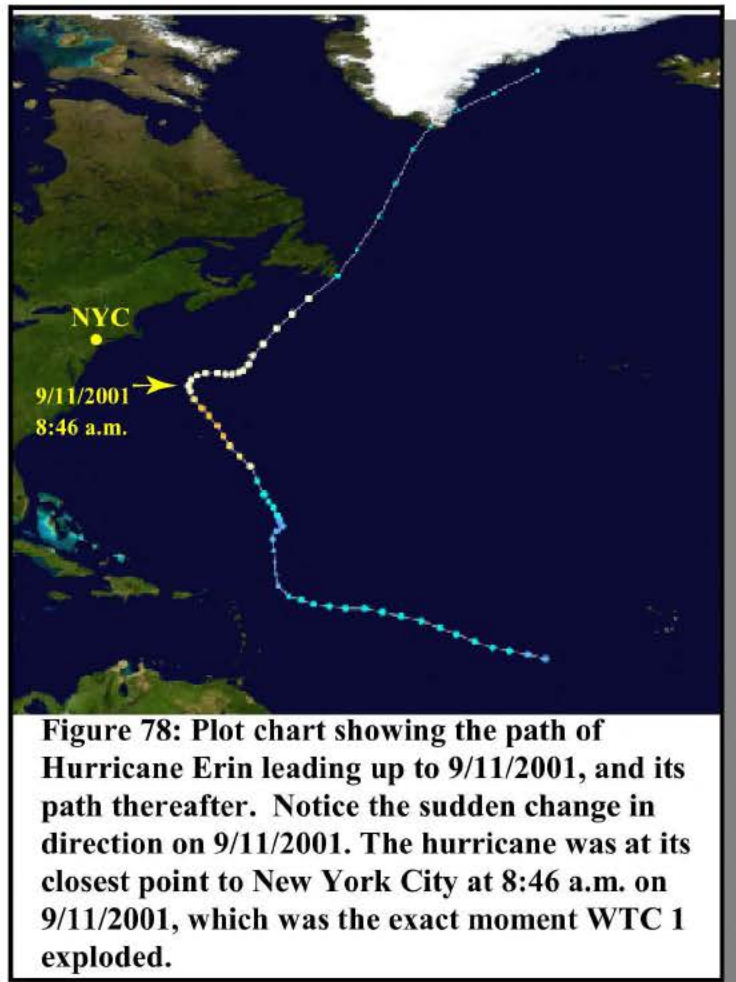 NYC
9/11/2001
8:46 a.m.
Figure 78: Plot chart showing the path of
Hurricane Erin leading up to 9/11/2001, and its
path thereafter.  Notice the sudden change in
direction on 9/11/2001. The hurricane was at its
closest point to New York City at 8:46 a.m. on
9/11/2001, which was the exact moment WTC 1
exploded.